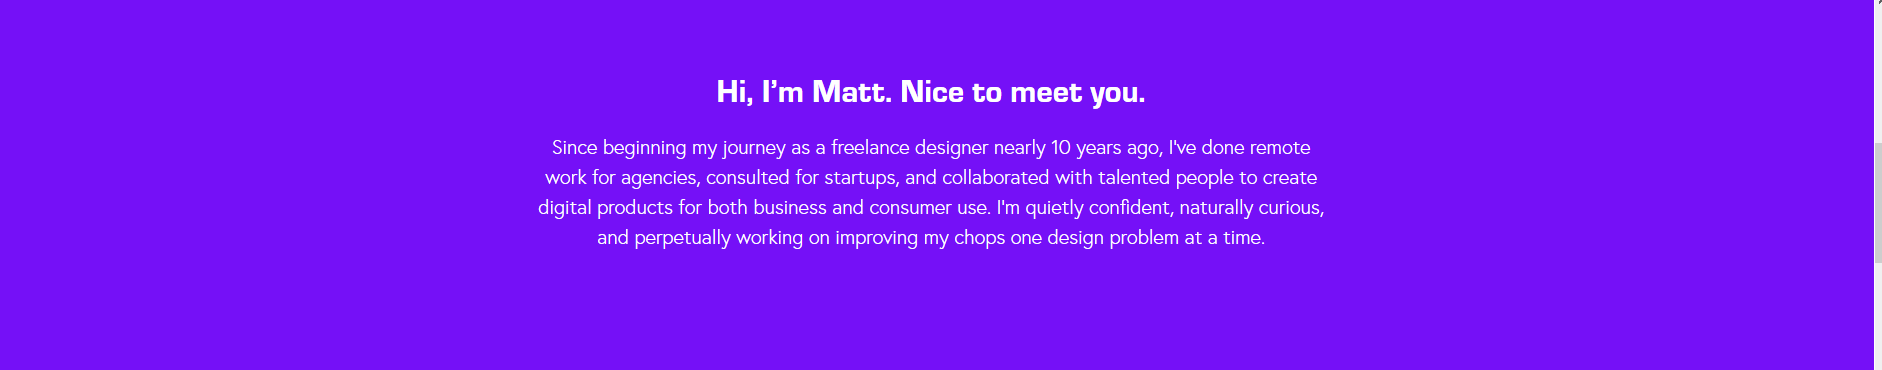 Hi, I’m Matt. Nice to meet you.
Since beginning my journey as a freelance designer nearly 10 years ago, I've done remote
work for agencies, consulted for startups, and collaborated with talented people to create
digital products for both business and consumer use. I'm quietly confident, naturally curious,
and perpetually working on improving my chops one design problem at a time.